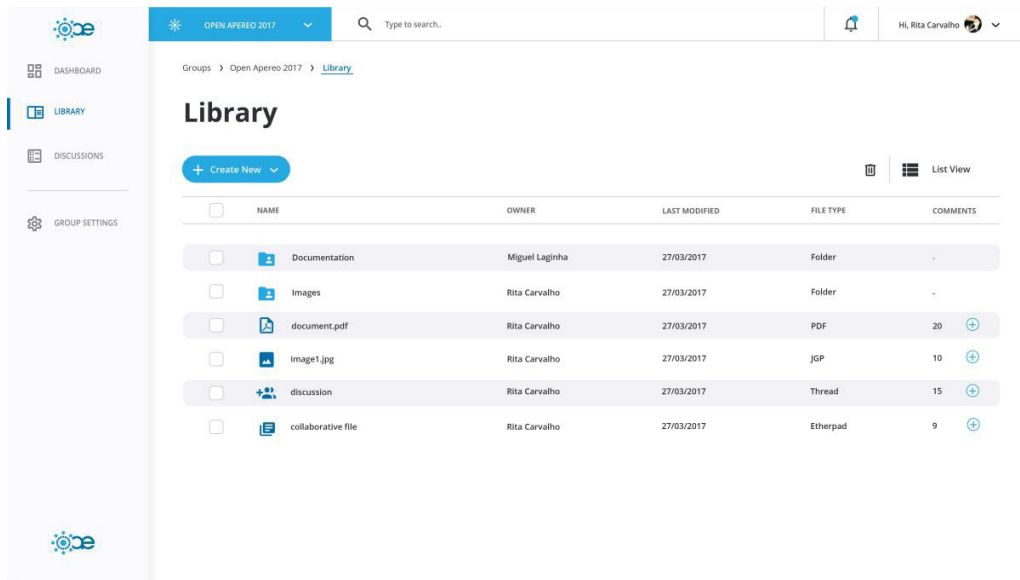 oae
OPEN APEREO 2017
Type to search..
Hi, Rita Carvalho
DASHBOARD
LIBRARY
DISCUSSIONS
GROUP SETTINGS
Groups > Open Apereo 2017 > Library
Library
+ Create New
List View
NAME OWNER LAST MODIFIED FILE TYPE COMMENTS
Documentation Miguel Laginha 27/03/2017 Folder -
Images Rita Carvalho 27/03/2017 Folder -
document.pdf Rita Carvalho 27/03/2017 PDF 20
image1.jpg Rita Carvalho 27/03/2017 JGP 10
discussion Rita Carvalho 27/03/2017 Thread 15
collaborative file Rita Carvalho 27/03/2017 Etherpad 9
oae